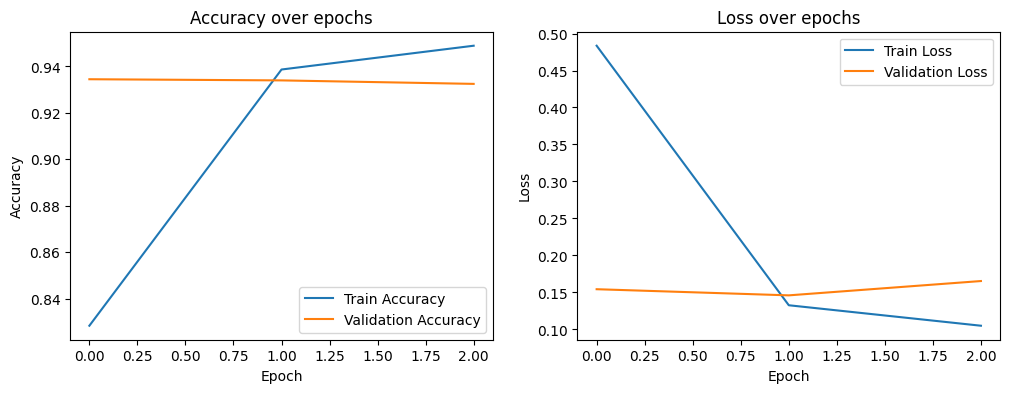 Accuracy over epochs
Accuracy
0.94
0.92
0.90
0.88
0.86
0.84
Train Accuracy
Validation Accuracy
0.00 0.25 0.50 0.75 1.00 1.25 1.50 1.75 2.00
Epoch
Loss over epochs
Loss
0.50
0.45
0.40
0.35
0.30
0.25
0.20
0.15
0.10
Train Loss
Validation Loss
0.00 0.25 0.50 0.75 1.00 1.25 1.50 1.75 2.00
Epoch